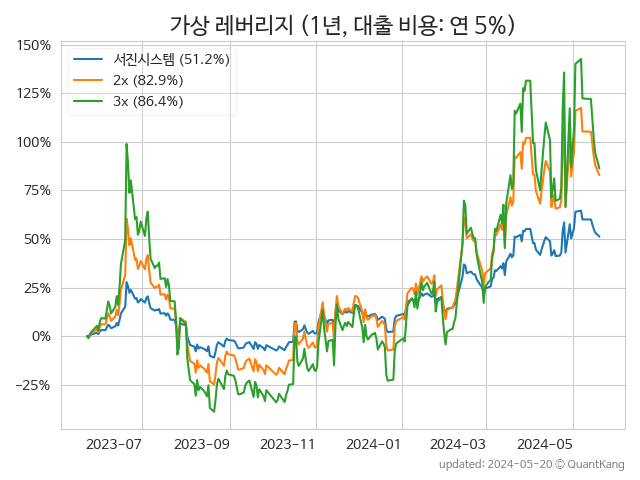 가상 레버리지 (1년, 대출 비용: 연 5%)
150%
125%
100%
75%
50%
25%
0%
−25%
서진시스템 (51.2%)
2x (82.9%)
3x (86.4%)
2023-07
2023-09
2023-11
2024-01
2024-03
2024-05
updated: 2024-05-20 © QuantKang